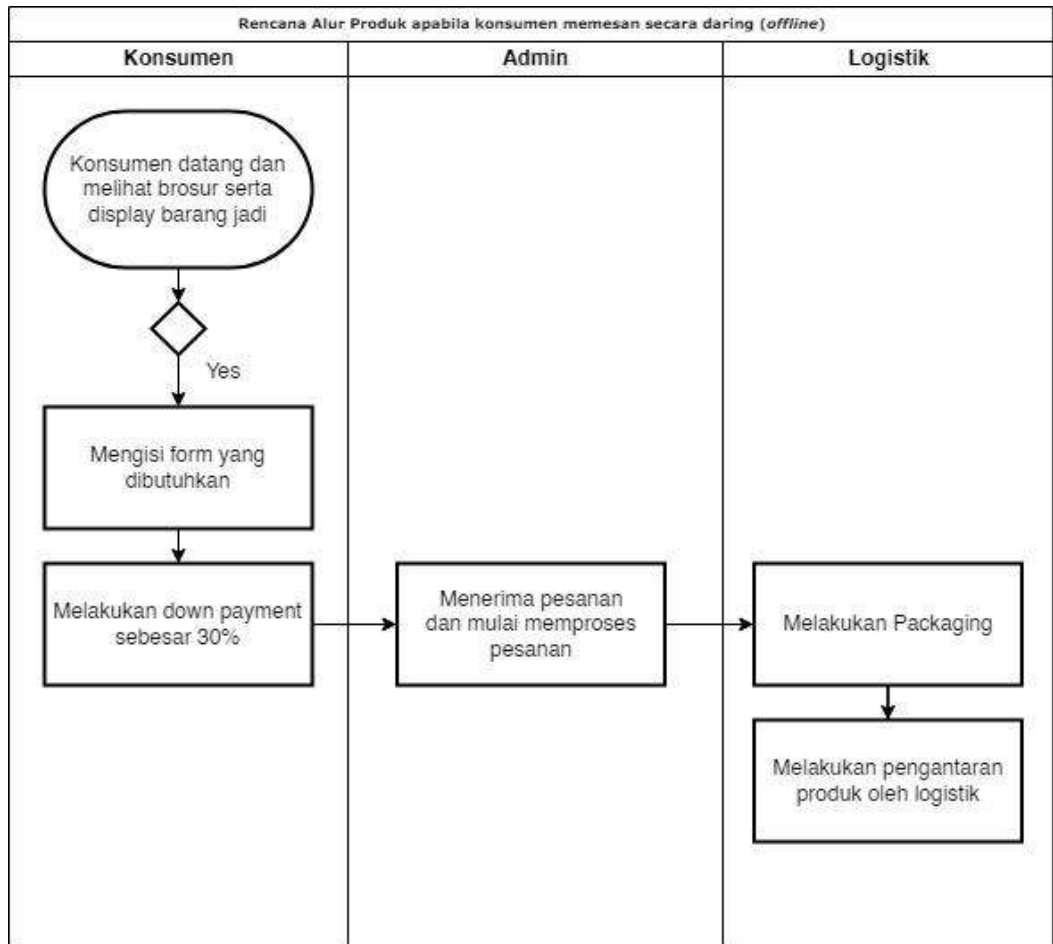 Rencana Alur Produk apabila konsumen memesan secara daring (offline)
Konsumen
Admin
Logistik
Konsumen datang dan
melihat brosur serta
display barang jadi
Yes
Mengisi form yang
dibutuhkan
Melakukan down payment
sebesar 30%
Menerima pesanan
dan mulai memproses
pesanan
Melakukan Packaging
Melakukan pengantaran
produk oleh logistik